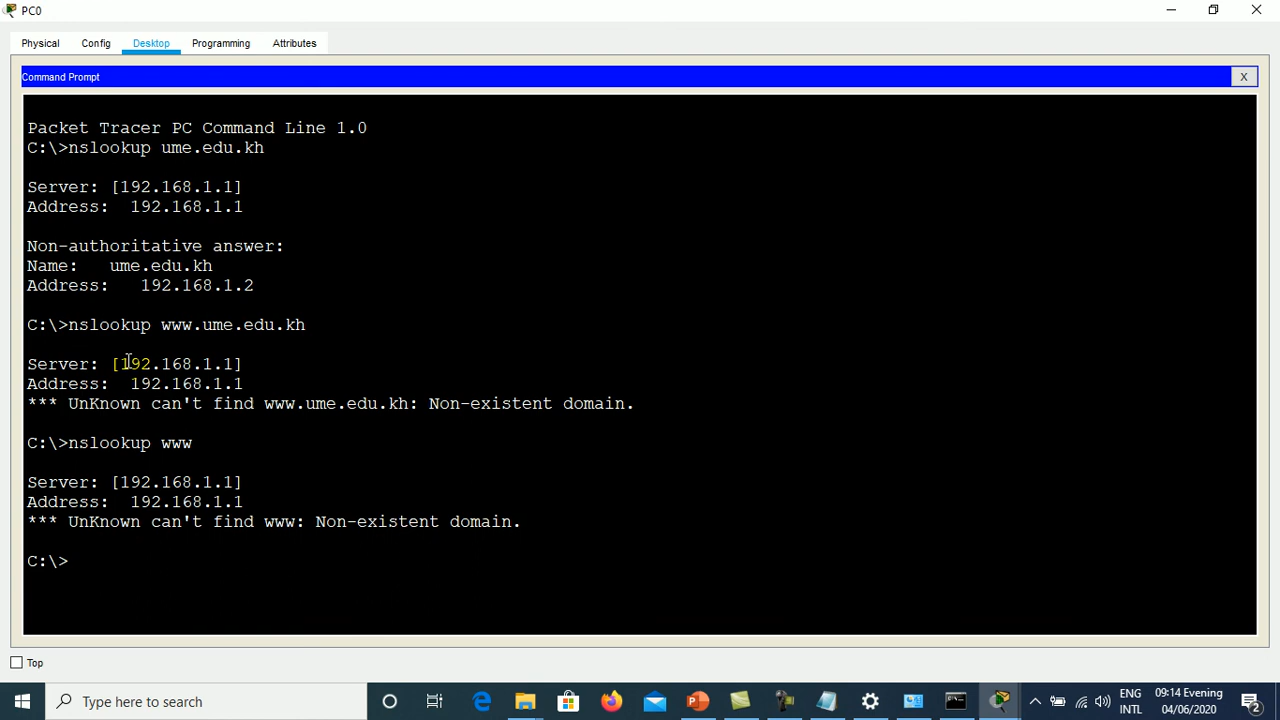 PC0
Physical Config Desktop Programming Attributes
Command Prompt
X
Packet Tracer PC Command Line 1.0
C:\>nslookup ume.edu.kh
Server: [192.168.1.1]
Address:  192.168.1.1
Non-authoritative answer:
Name:   ume.edu.kh
Address:   192.168.1.2
C:\>nslookup www.ume.edu.kh
Server: [192.168.1.1]
Address:  192.168.1.1
*** UnKnown can't find www.ume.edu.kh: Non-existent domain.
C:\>nslookup www
Server: [192.168.1.1]
Address:  192.168.1.1
*** UnKnown can't find www: Non-existent domain.
C:\>
Top
Type here to search
ENG
INTL
09:14 Evening
04/06/2020
2